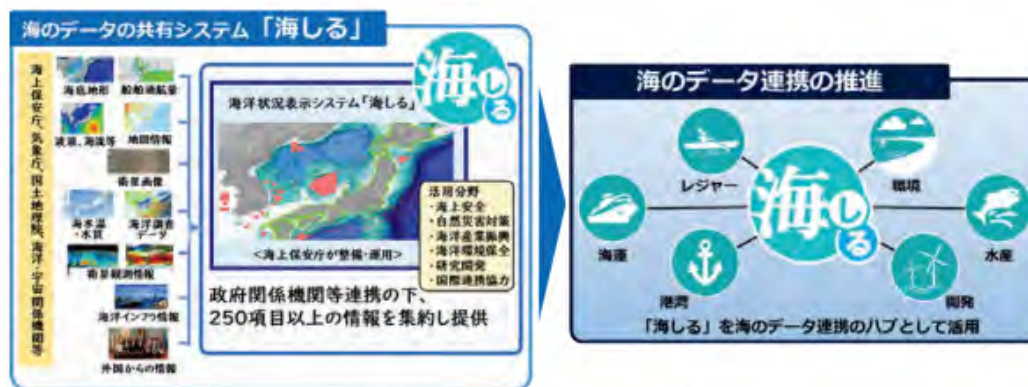 海のデータの共有システム「海しる」
海上保安庁、気象庁、国土地理院、海洋・宇宙関係機関等
海底地形
船舶通航量
波浪、海流等
地図情報
衛星画像
海水温・水質
海洋調査データ
衛星観測情報
海洋インフラ情報
外国からの情報
海しる
海洋状況表示システム「海しる」
<海上保安庁が整備・運用>
活用分野
・海上安全
・自然災害対策
・海洋産業振興
・海洋環境保全
・研究開発
・国際連携協力
政府関係機関等連携の下、
250項目以上の情報を集約し提供
海のデータ連携の推進
レジャー
環境
海運
海しる
水産
港湾
開発
「海しる」を海のデータ連携のハブとして活用